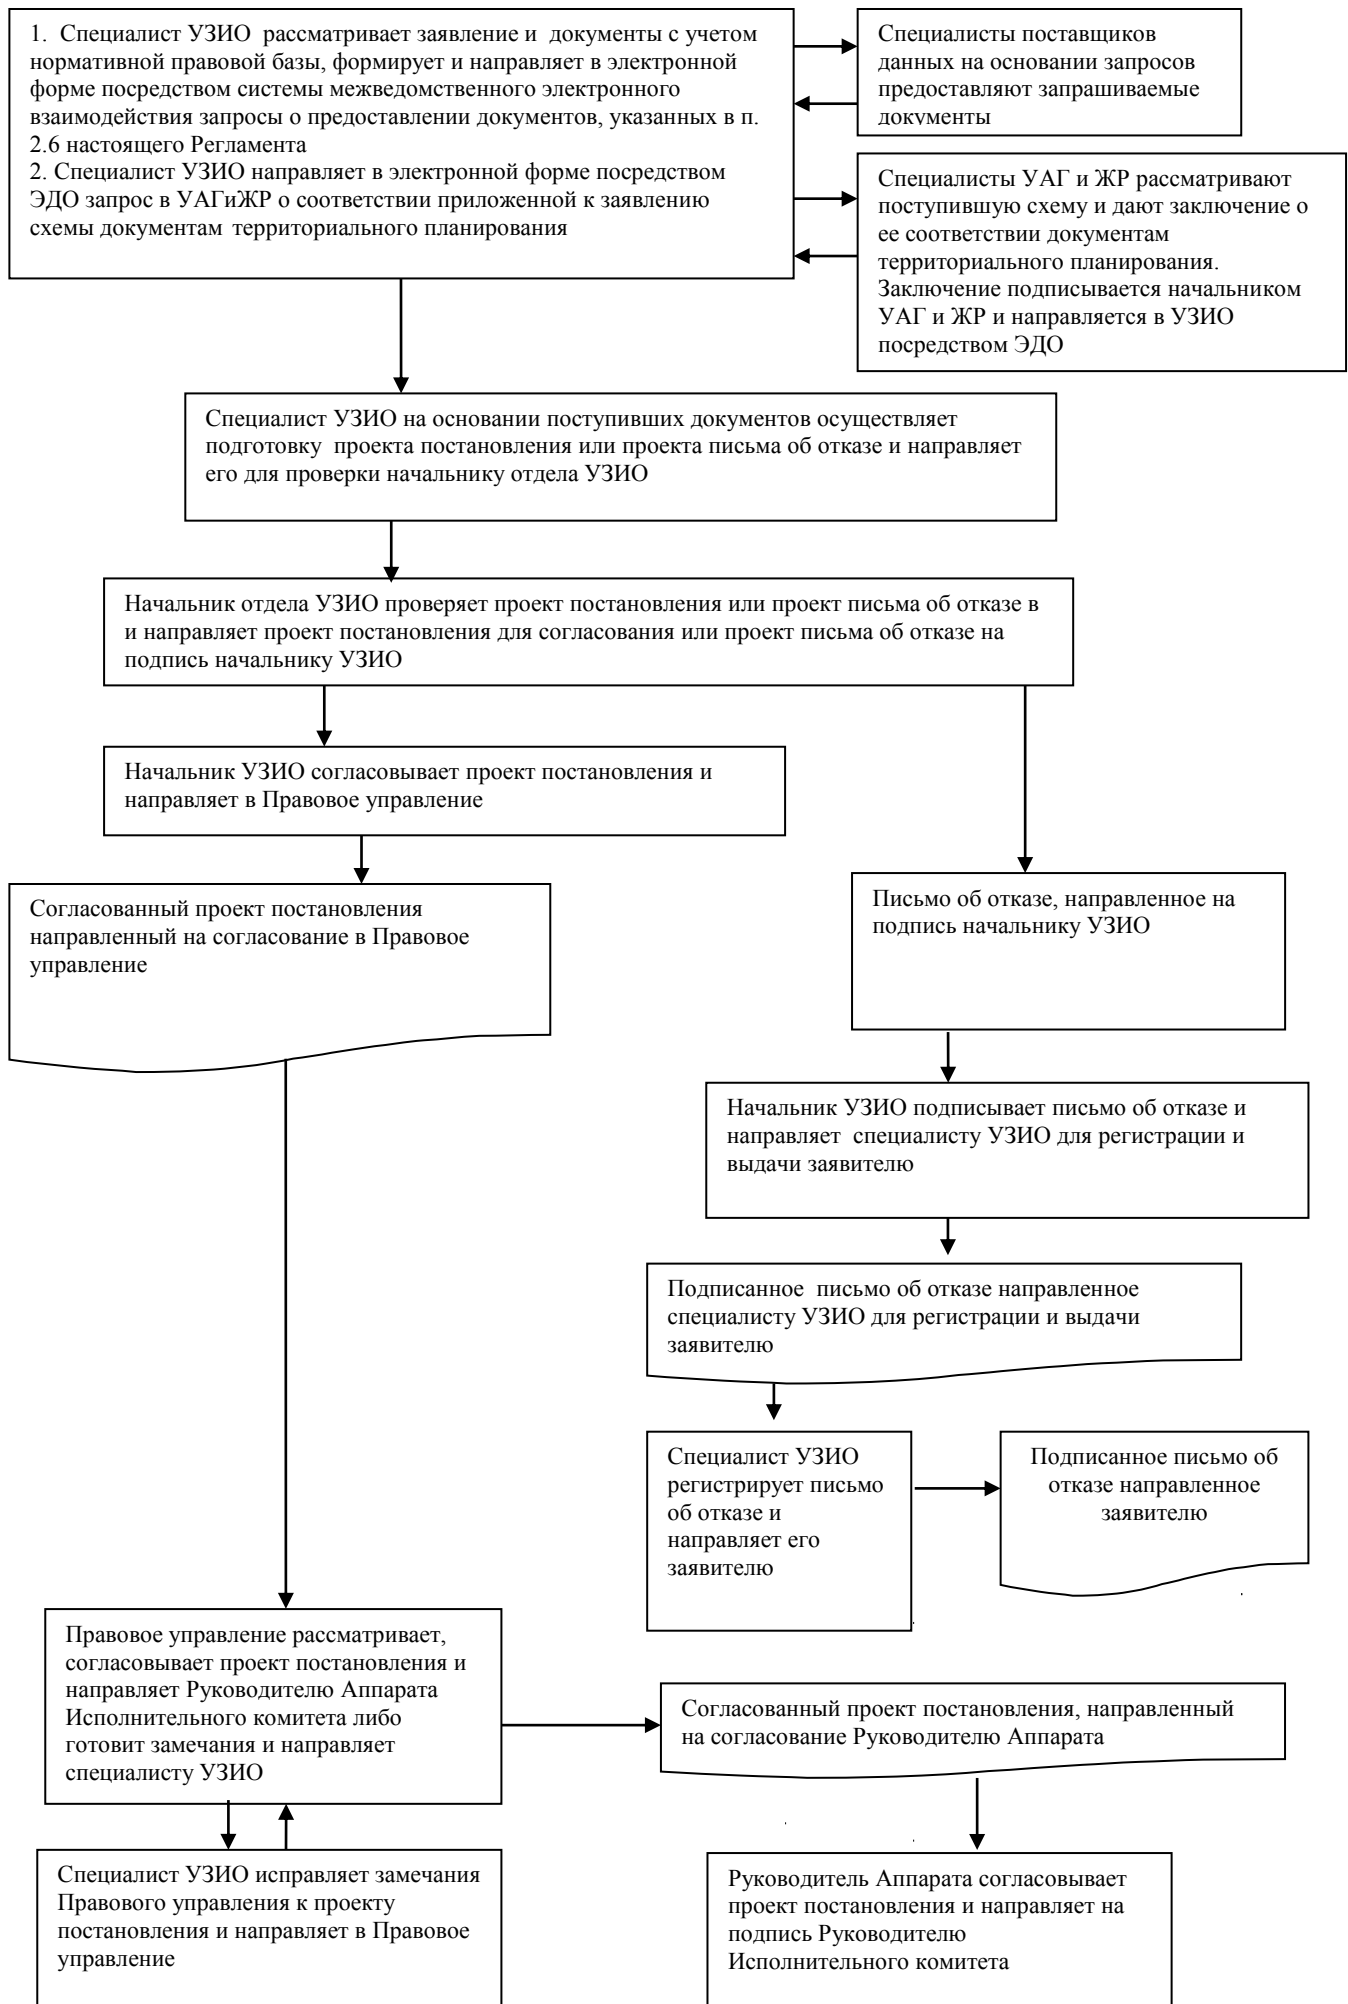 1.  Специалист УЗИО  рассматривает заявление и  документы с учетом
нормативной правовой базы, формирует и направляет в электронной
форме посредством системы межведомственного электронного
взаимодействия запросы о предоставлении документов, указанных в п.
2.6 настоящего Регламента
2. Специалист УЗИО направляет в электронной форме посредством
ЭДО запрос в УАГиЖР о соответствии приложенной к заявлению
схемы документам  территориального планирования
Специалисты поставщиков
данных на основании запросов
предоставляют запрашиваемые
документы
Специалисты УАГ и ЖР рассматривают
поступившую схему и дают заключение о
ее соответствии документам
территориального планирования.
Заключение подписывается начальником
УАГ и ЖР и направляется в УЗИО
посредством ЭДО
Специалист УЗИО на основании поступивших документов осуществляет
подготовку  проекта постановления или проекта письма об отказе и направляет
его для проверки начальнику отдела УЗИО
Начальник отдела УЗИО проверяет проект постановления или проект письма об отказе в
и направляет проект постановления для согласования или проект письма об отказе на
подпись начальнику УЗИО
Начальник УЗИО согласовывает проект постановления и
направляет в Правовое управление
Согласованный проект постановления
направленный на согласование в Правовое
управление
Письмо об отказе, направленное на
подпись начальнику УЗИО
Начальник УЗИО подписывает письмо об отказе и
направляет  специалисту УЗИО для регистрации и
выдачи заявителю
Подписанное  письмо об отказе направленное
специалисту УЗИО для регистрации и выдачи
заявителю
Специалист УЗИО
регистрирует письмо
об отказе и
направляет его
заявителю
Подписанное письмо об
отказе направленное
заявителю
Правовое управление рассматривает,
согласовывает проект постановления и
направляет Руководителю Аппарата
Исполнительного комитета либо
готовит замечания и направляет
специалисту УЗИО
Согласованный проект постановления, направленный
на согласование Руководителю Аппарата
Специалист УЗИО исправляет замечания
Правового управления к проекту
постановления и направляет в Правовое
управление
Руководитель Аппарата согласовывает
проект постановления и направляет на
подпись Руководителю
Исполнительного комитета